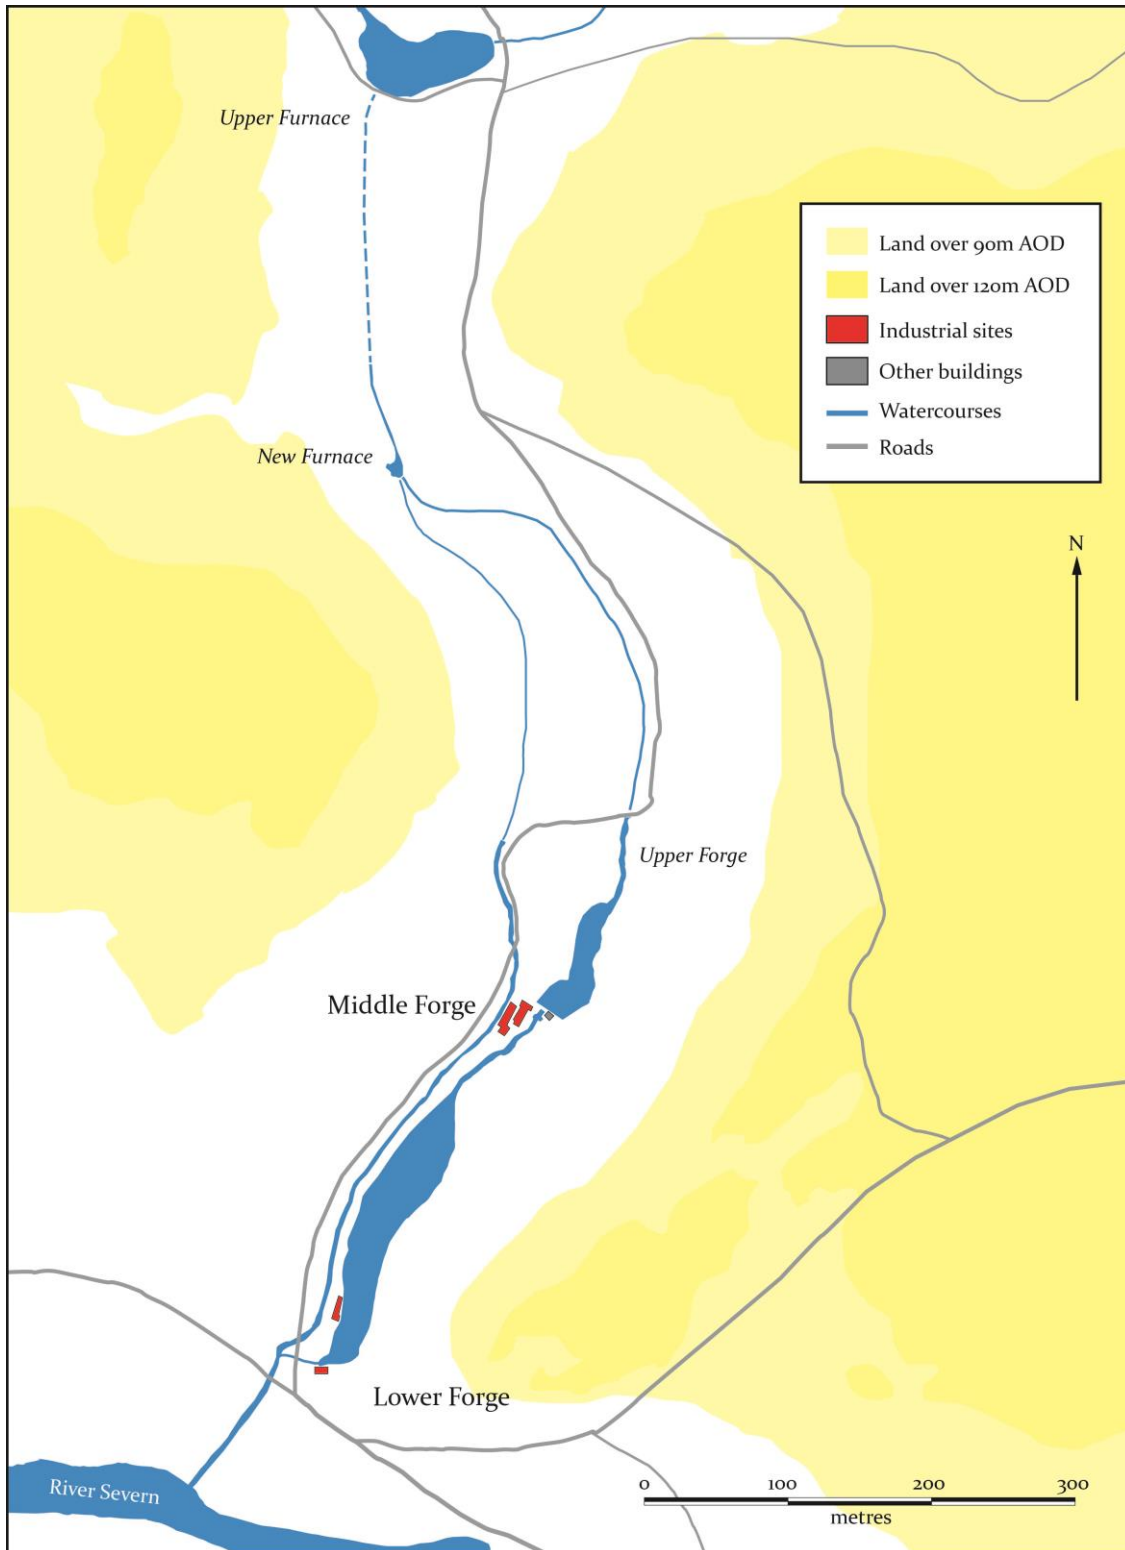 Upper Furnace
Land over 90m AOD
Land over 120m AOD
Industrial sites
Other buildings
Watercourses
Roads
New Furnace
N
Upper Forge
Middle Forge
Lower Forge
River Severn
0 100 200 300
metres